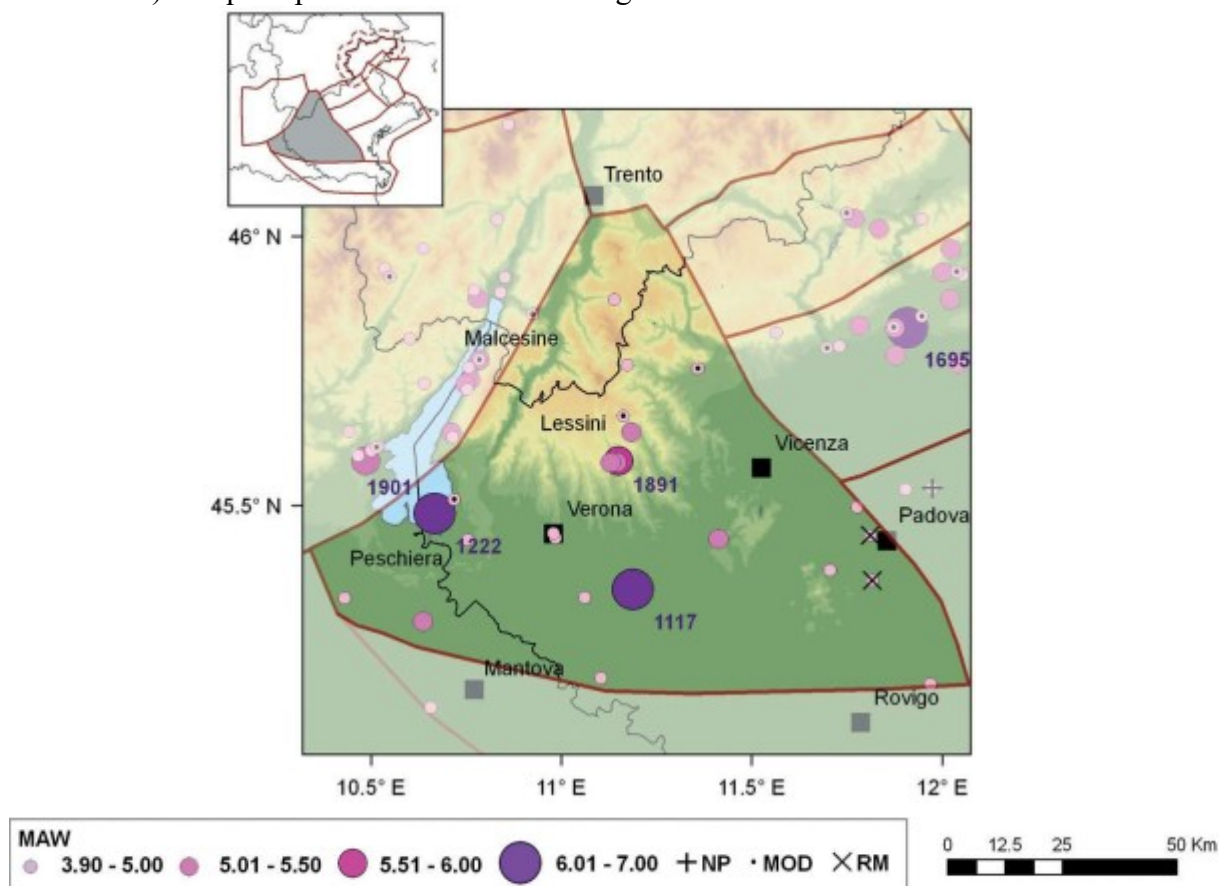 Trento
46° N
Malcesine
1695
Lessini
Vicenza
1901
1891
45.5° N
Verona
Padova
1222
Peschiera
1117
Mantova
Rovigo
10.5° E 11° E 11.5° E 12° E
MAW
3.90 - 5.00 5.01 - 5.50 5.51 - 6.00 6.01 - 7.00 NP MOD RM
0 12.5 25 50 Km